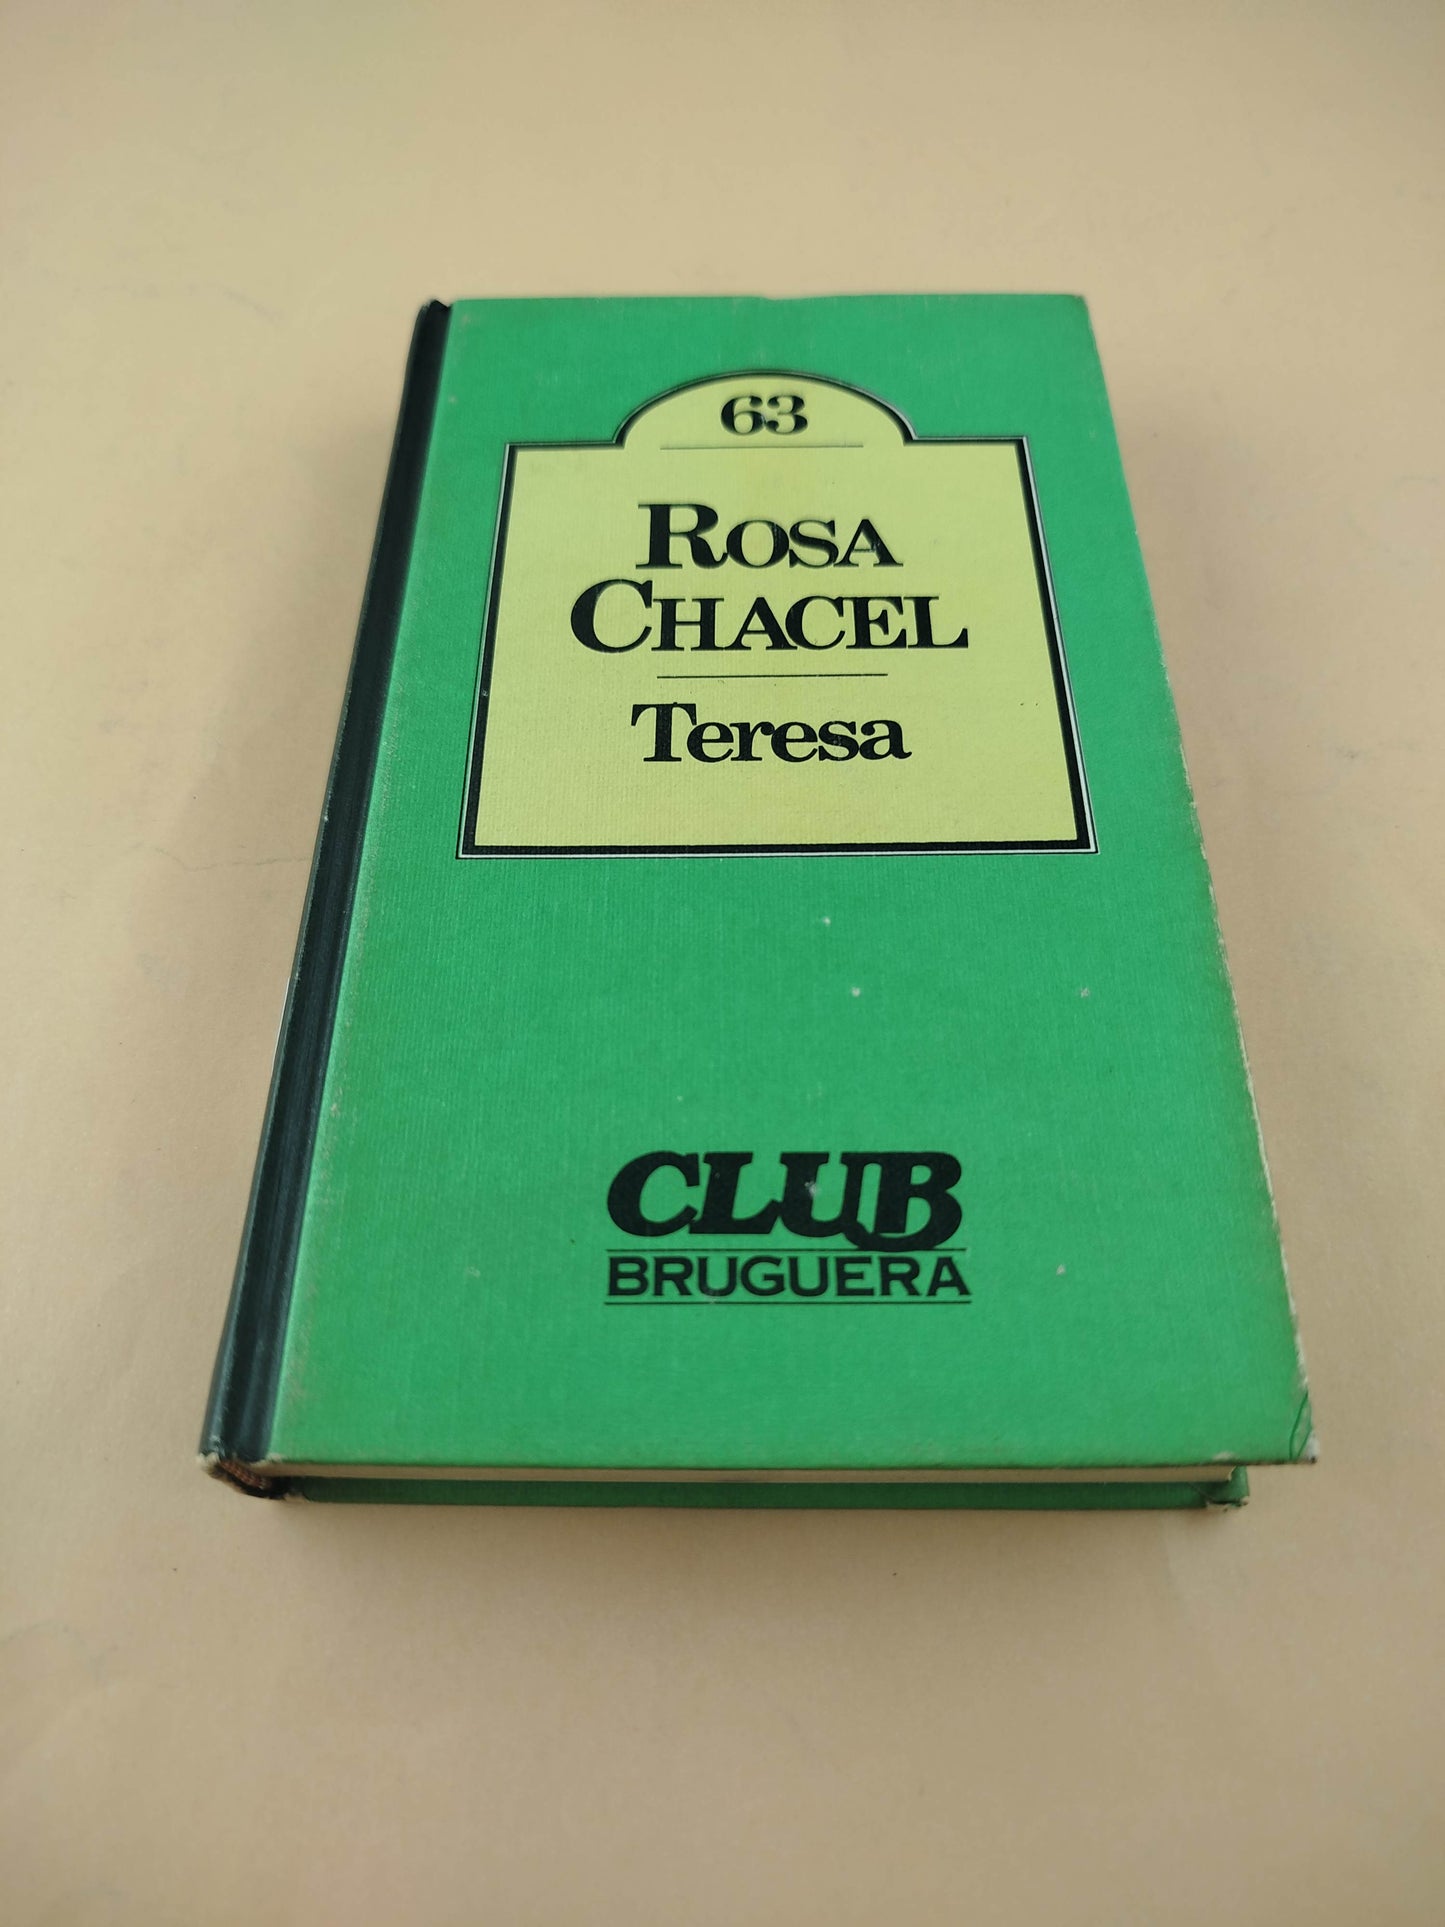 63
ROSA
CHACEL
Teresa
CLUB
BRUGUERA